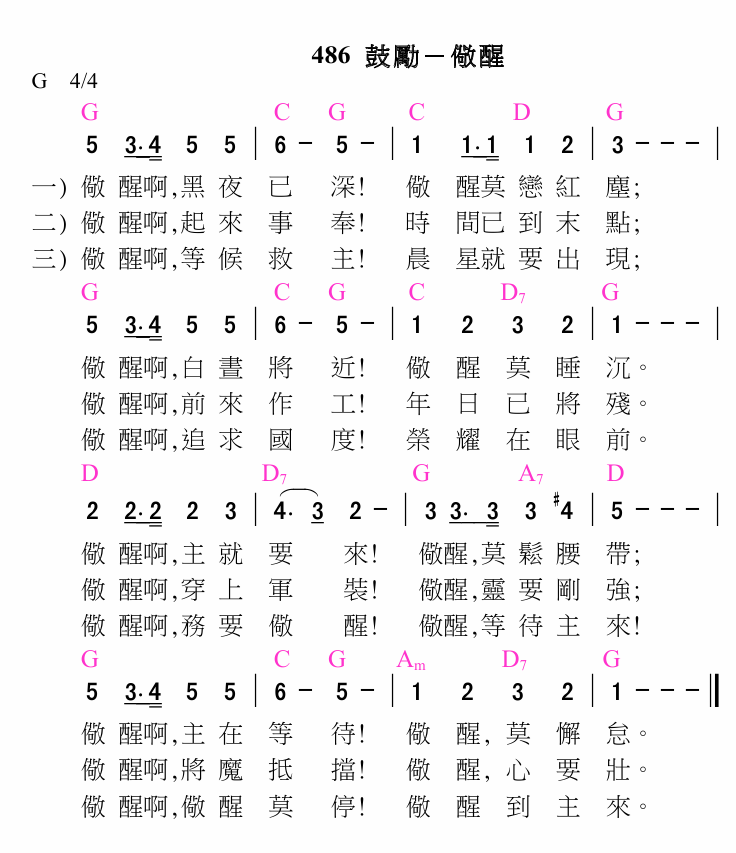 486 鼓勵－儆醒
G 4/4
G C G C D G
5 3·4 5 5 | 6 － 5 － | 1 1·1 1 2 | 3 － － － |
一) 儆 醒啊,黑 夜 已 深! 儆 醒莫 戀 紅 塵;
二) 儆 醒啊,起 來 事 奉! 時 間已 到 末 點;
三) 儆 醒啊,等 候 救 主! 晨 星就 要 出 現;
G C G C D7 G
5 3·4 5 5 | 6 － 5 － | 1 2 3 2 | 1 － － － |
儆 醒啊,白 晝 將 近! 儆 醒 莫 睡 沉。
儆 醒啊,前 來 作 工! 年 日 已 將 殘。
儆 醒啊,追 求 國 度! 榮 耀 在 眼 前。
D D7 G A7 D
2 2·2 2 3 | 4· 3 2 － | 3 3· 3 3 #4 | 5 － － － |
儆 醒啊,主 就 要 來! 儆醒,莫 鬆 腰 帶;
儆 醒啊,穿 上 軍 裝! 儆醒,靈 要 剛 強;
儆 醒啊,務 要 儆 醒! 儆醒,等 待 主 來!
G C G Am D7 G
5 3·4 5 5 | 6 － 5 － | 1 2 3 2 | 1 － － － ‖
儆 醒啊,主 在 等 待! 儆 醒, 莫 懈 怠。
儆 醒啊,將 魔 抵 擋! 儆 醒, 心 要 壯。
儆 醒啊,儆 醒 莫 停! 儆 醒 到 主 來。